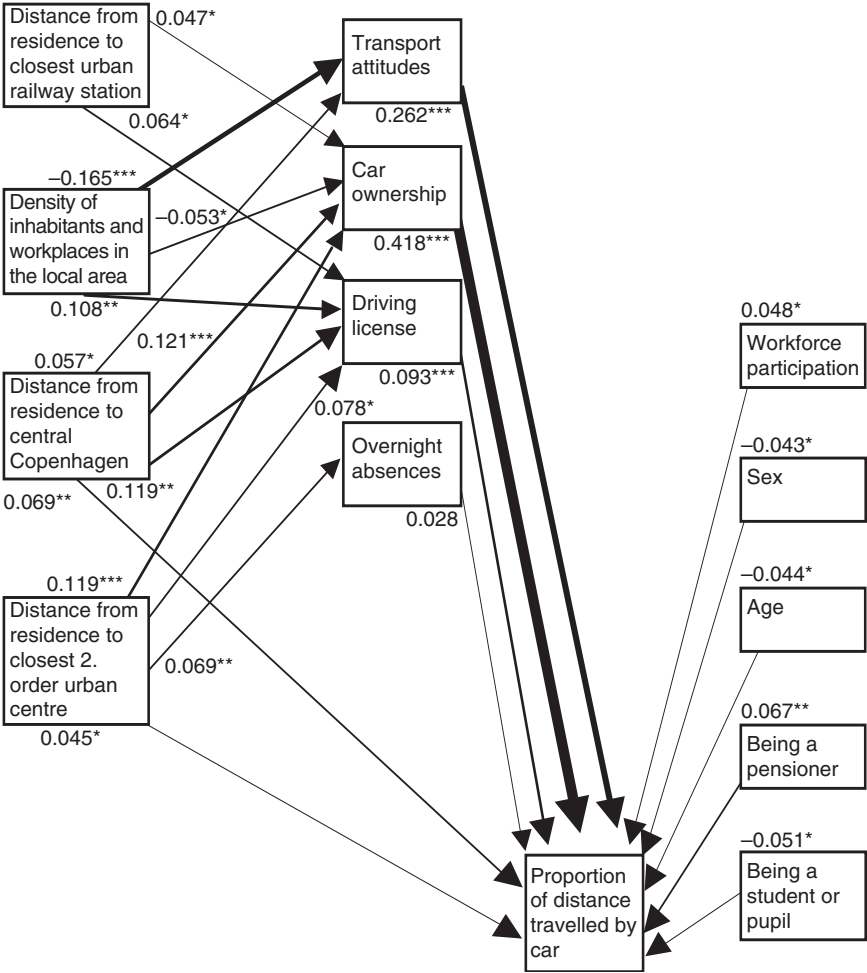 Distance from
residence to
closest urban
railway station
0.047*
0.064*
Transport
attitudes
0.262***
–0.165***
Density of
inhabitants and
workplaces in
the local area
–0.053*
0.108**
Car
ownership
0.418***
0.121***
Driving
license
0.093***
0.057*
Distance from
residence to
central
Copenhagen
0.069**
0.119**
0.078*
Overnight
absences
0.028
0.119***
Distance from
residence to
closest 2.
order urban
centre
0.069**
0.045*
0.048*
Workforce
participation
–0.043*
Sex
–0.044*
Age
0.067**
Being a
pensioner
–0.051*
Being a
student or
pupil
Proportion
of distance
travelled by
car